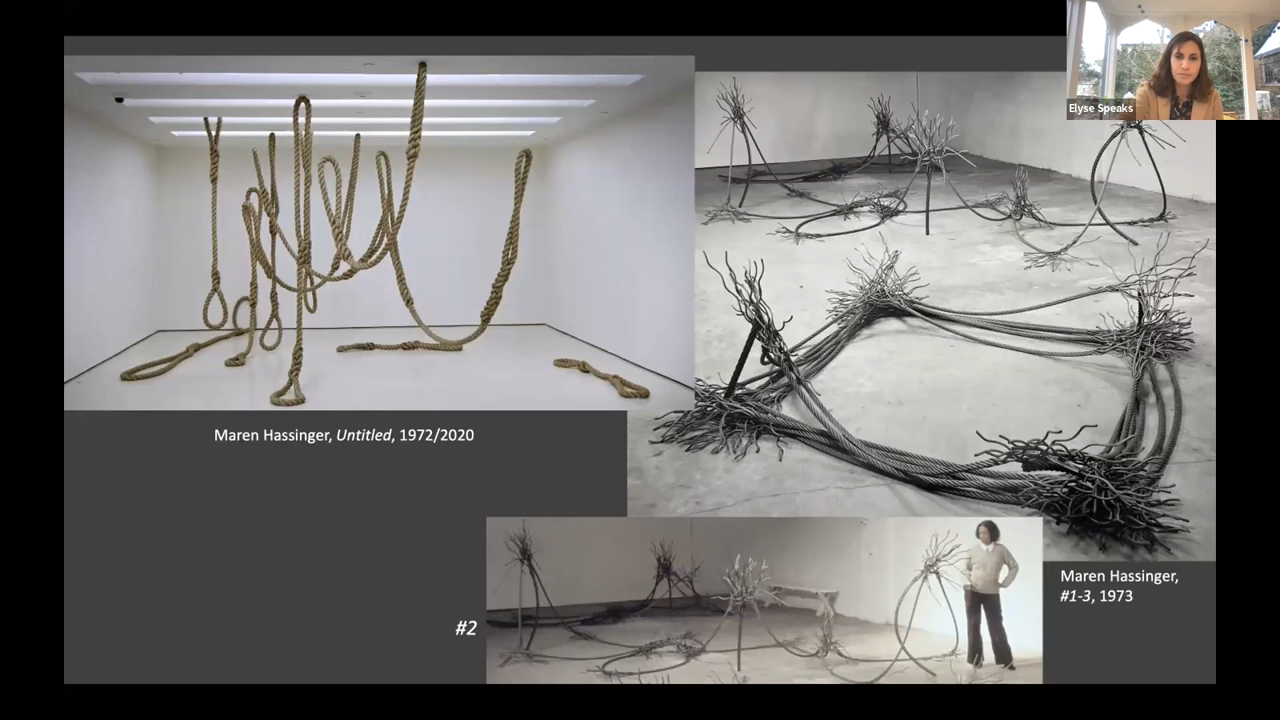 Elyse Speaks
Maren Hassinger, Untitled, 1972/2020
Maren Hassinger,
#1-3, 1973
#2